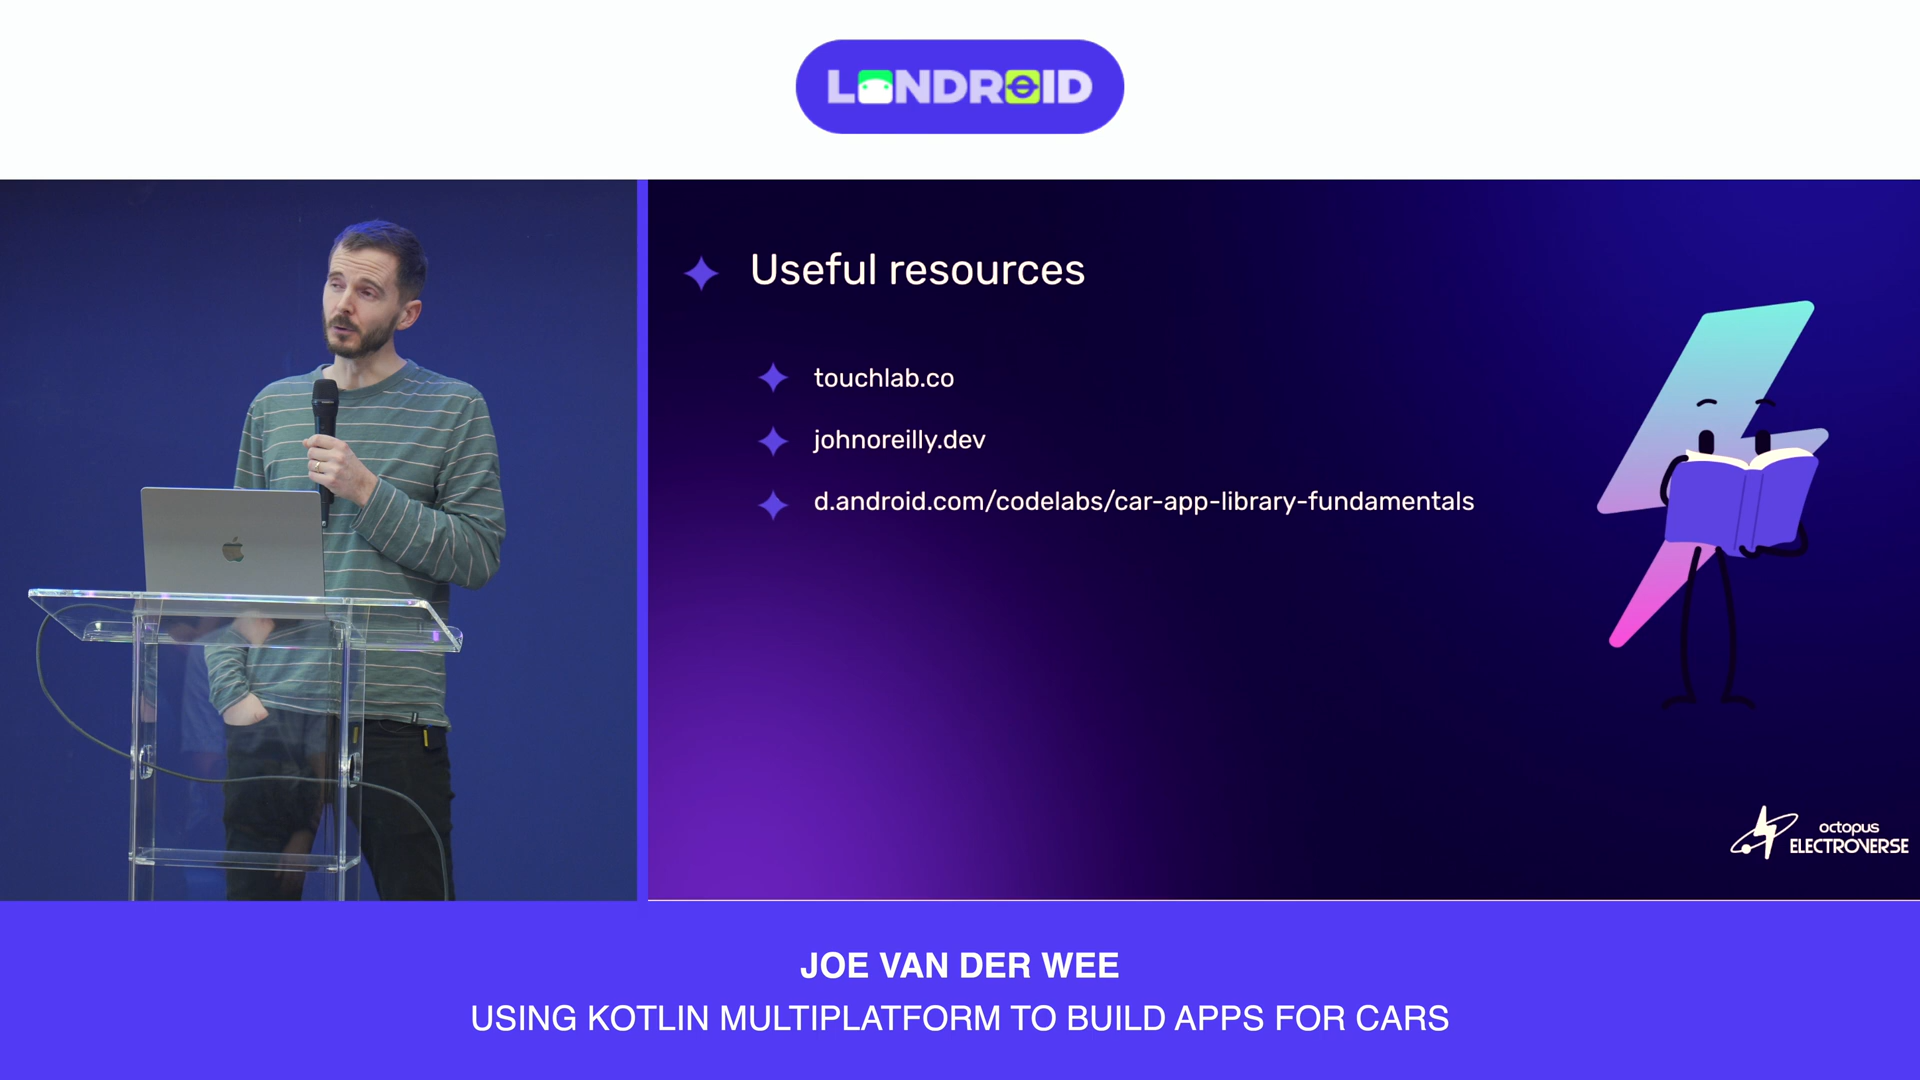 LONDROID
Useful resources
touchlab.co
johnoreilly.dev
d.android.com/codelabs/car-app-library-fundamentals
octopus
ELECTROVERSE
JOE VAN DER WEE
USING KOTLIN MULTIPLATFORM TO BUILD APPS FOR CARS